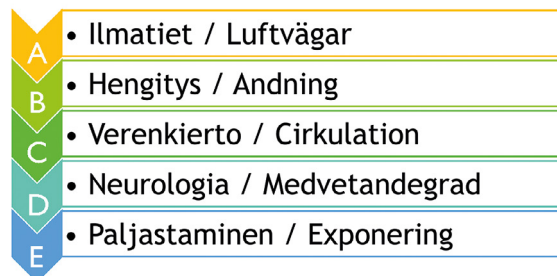 A • Ilmatiet / Luftvägar
B • Hengitys / Andning
C • Verenkierto / Cirkulation
D • Neurologia / Medvetandegrad
E • Paljastaminen / Exponering